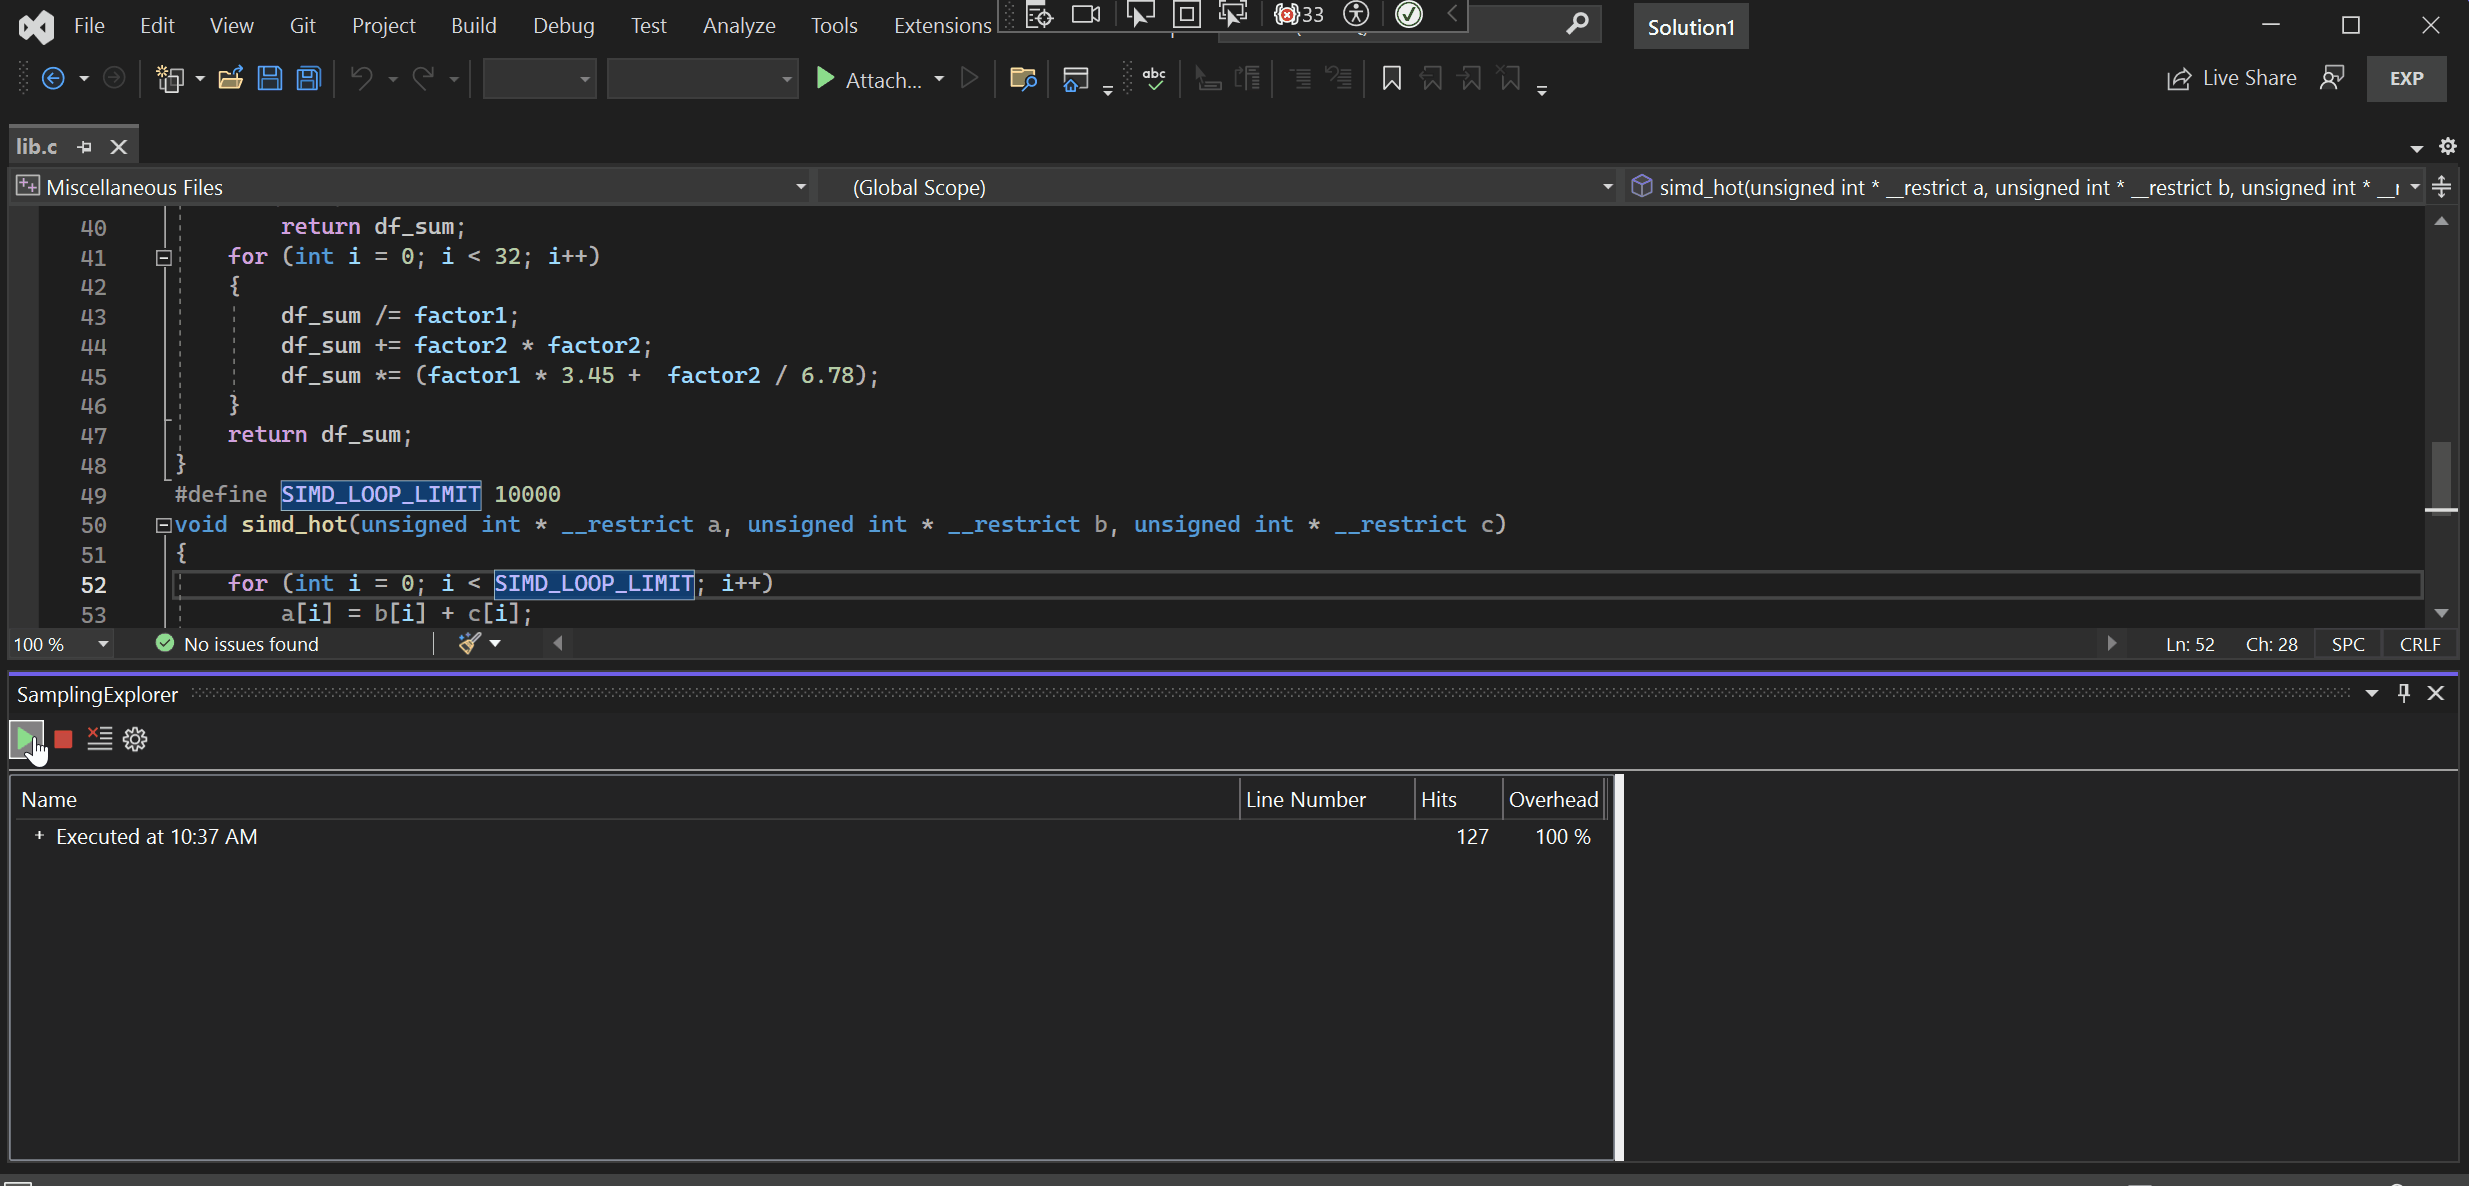 File Edit View Git Project Build Debug Test Analyze Tools Extensions 33 Solution1
Attach... abc Live Share EXP
lib.c
Miscellaneous Files (Global Scope) simd_hot(unsigned int * __restrict a, unsigned int * __restrict b, unsigned int * __r
40 return df_sum;
41 for (int i = 0; i < 32; i++)
42 {
43 df_sum /= factor1;
44 df_sum += factor2 * factor2;
45 df_sum *= (factor1 * 3.45 + factor2 / 6.78);
46 }
47 return df_sum;
48 }
49 #define SIMD_LOOP_LIMIT 10000
50 void simd_hot(unsigned int * __restrict a, unsigned int * __restrict b, unsigned int * __restrict c)
51 {
52 for (int i = 0; i < SIMD_LOOP_LIMIT; i++)
53 a[i] = b[i] + c[i];
100 % No issues found Ln: 52 Ch: 28 SPC CRLF
SamplingExplorer
Name Line Number Hits Overhead
+ Executed at 10:37 AM 127 100 %